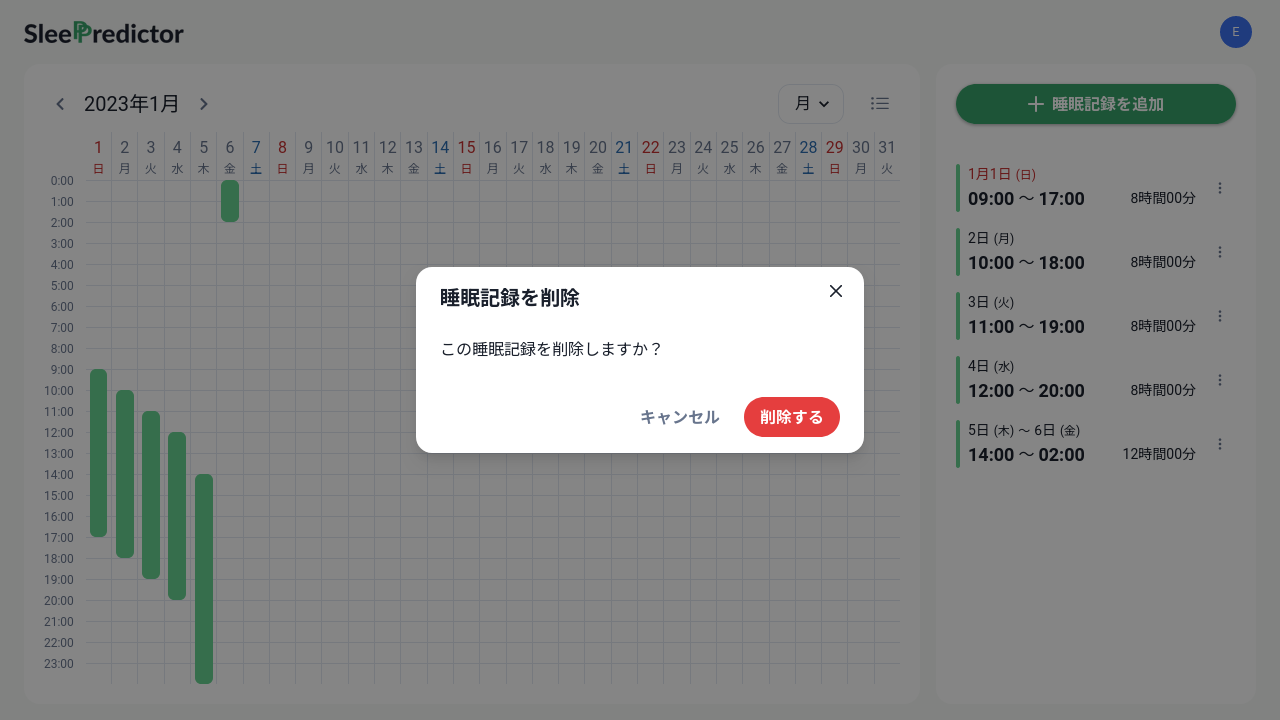 SleePredictor
E
2023年1月
月
睡眠記録を追加
1 2 3 4 5 6 7 8 9 10 11 12 13 14 15 16 17 18 19 20 21 22 23 24 25 26 27 28 29 30 31
日 月 火 水 木 金 土 日 月 火 水 木 金 土 日 月 火 水 木 金 土 日 月 火 水 木 金 土 日 月 火
0:00
1:00
2:00
3:00
4:00
5:00
6:00
7:00
8:00
9:00
10:00
11:00
12:00
13:00
14:00
15:00
16:00
17:00
18:00
19:00
20:00
21:00
22:00
23:00
1月1日 (日)
09:00 〜 17:00 8時間00分
2日 (月)
10:00 〜 18:00 8時間00分
3日 (火)
11:00 〜 19:00 8時間00分
4日 (水)
12:00 〜 20:00 8時間00分
5日 (木) 〜 6日 (金)
14:00 〜 02:00 12時間00分
睡眠記録を削除
この睡眠記録を削除しますか？
キャンセル 削除する